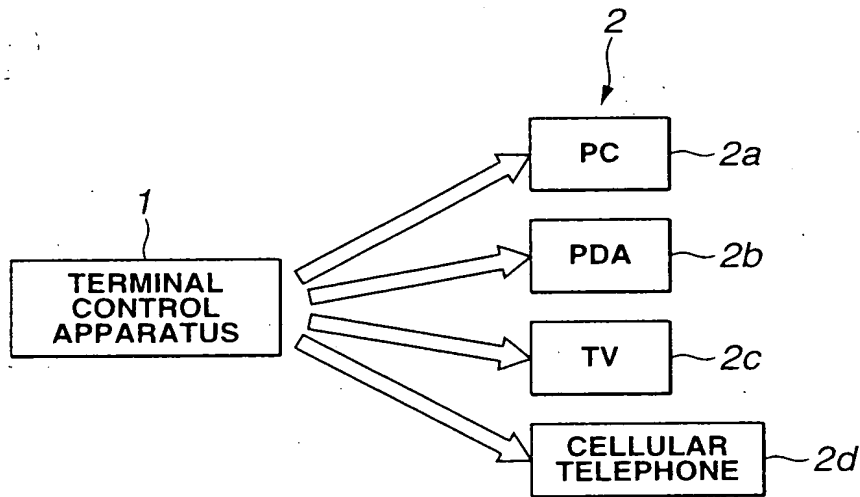 2
PC
2a
1
TERMINAL
CONTROL
APPARATUS
PDA
2b
TV
2c
CELLULAR
TELEPHONE
2d